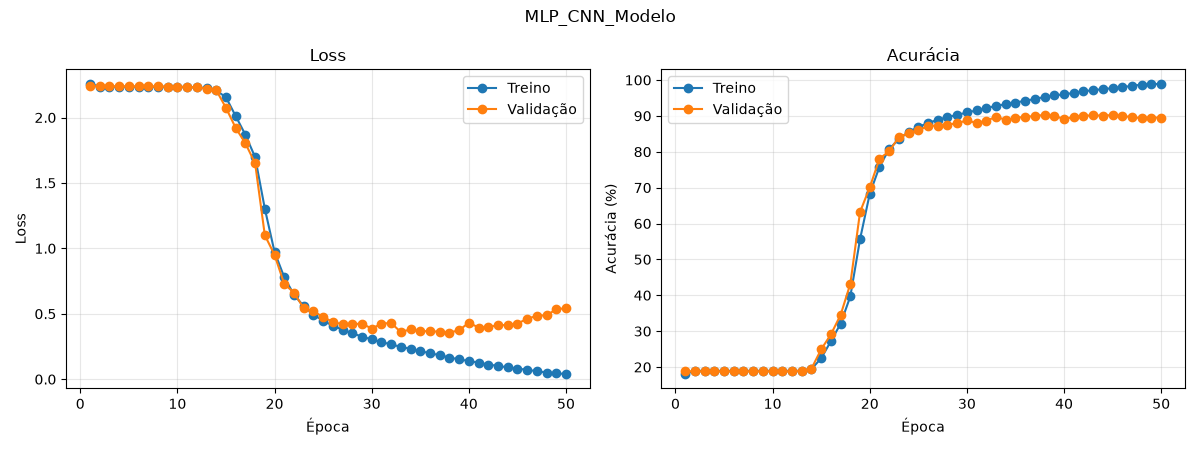 MLP_CNN_Modelo
Loss
Treino
Validação
2.0
1.5
1.0
0.5
0.0
Loss
0 10 20 30 40 50
Época
Acurácia
Treino
Validação
100
90
80
70
60
50
40
30
20
Acurácia (%)
0 10 20 30 40 50
Época